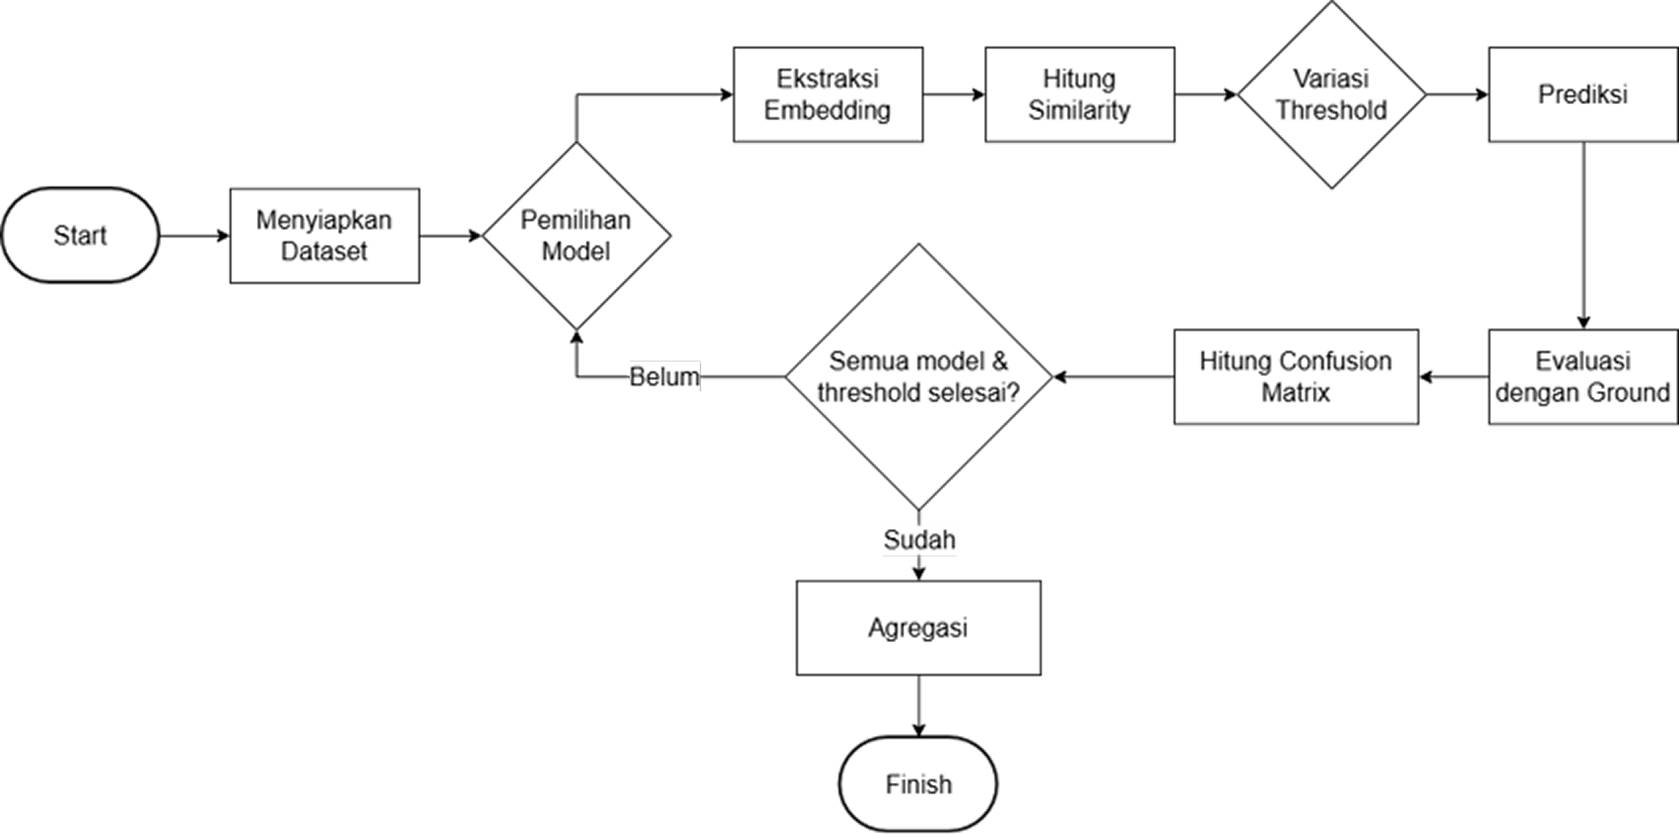 Start
Menyiapkan
Dataset
Pemilihan
Model
Ekstraksi
Embedding
Hitung
Similarity
Variasi
Threshold
Prediksi
Evaluasi
dengan Ground
Hitung Confusion
Matrix
Semua model &
threshold selesai?
Belum
Sudah
Agregasi
Finish